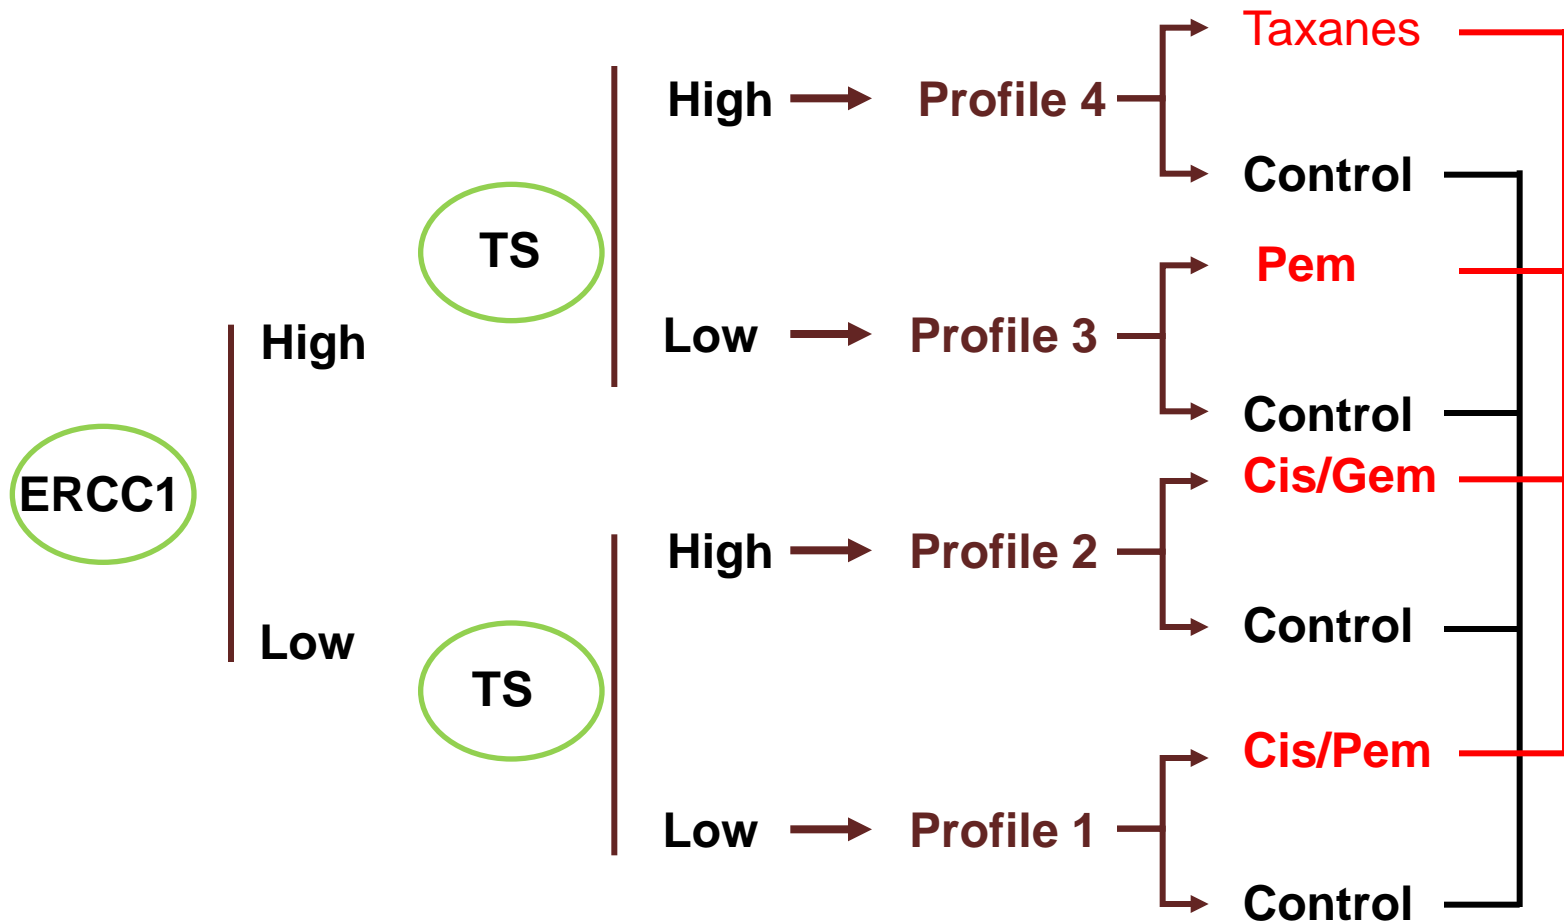 Taxanes
High
Profile 4
Control
TS
Pem
High
Low
Profile 3
Control
Cis/Gem
ERCC1
High
Profile 2
Control
Low
TS
Cis/Pem
Low
Profile 1
Control